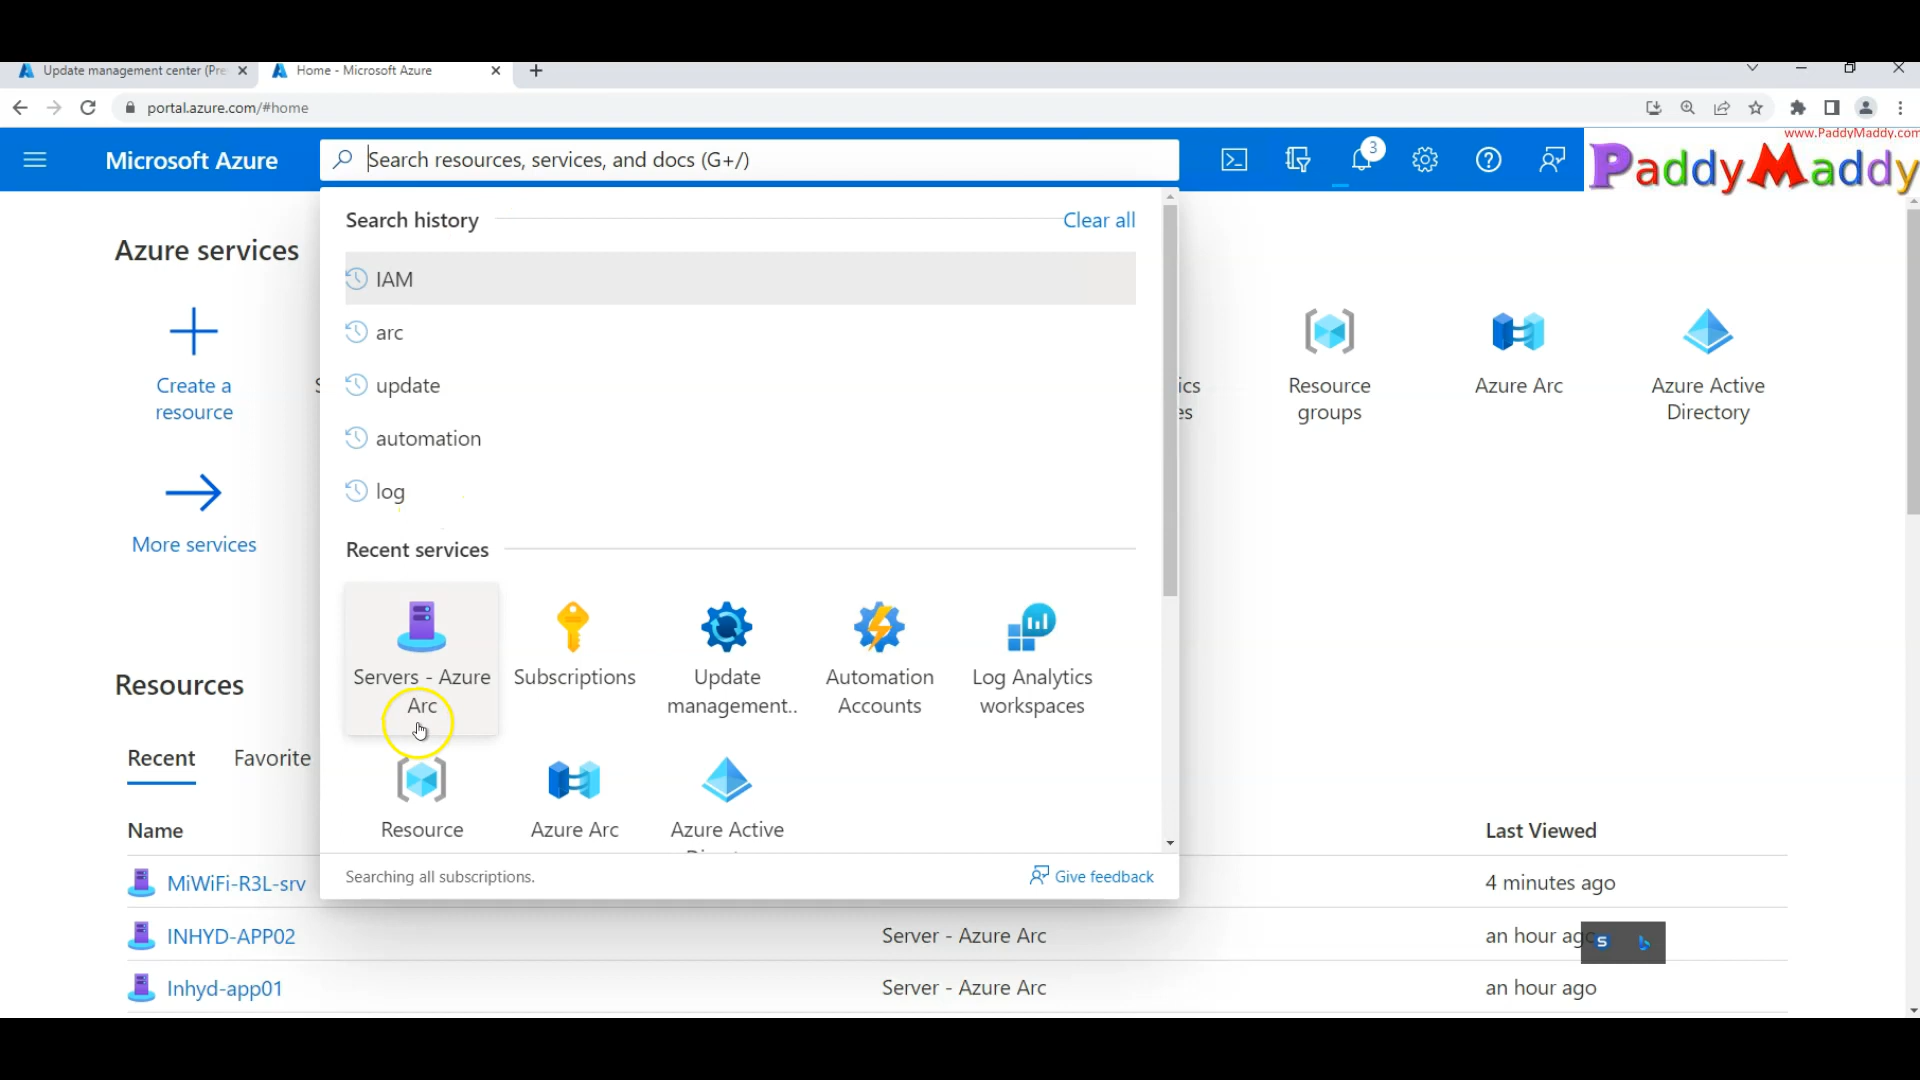 Update management center (Pre
Home - Microsoft Azure
portal.azure.com/#home
www.PaddyMaddy.com
Microsoft Azure
Search resources, services, and docs (G+/)
3
PaddyMaddy
Azure services
Search history
Clear all
IAM
arc
update
automation
log
Create a
resource
ics
es
Resource
groups
Azure Arc
Azure Active
Directory
More services
Recent services
Servers - Azure
Arc
Subscriptions
Update
management..
Automation
Accounts
Log Analytics
workspaces
Resource
Azure Arc
Azure Active
Searching all subscriptions.
Give feedback
Resources
Recent
Favorite
Name
Last Viewed
MiWiFi-R3L-srv
4 minutes ago
INHYD-APP02
Server - Azure Arc
an hour ago
Inhyd-app01
Server - Azure Arc
an hour ago